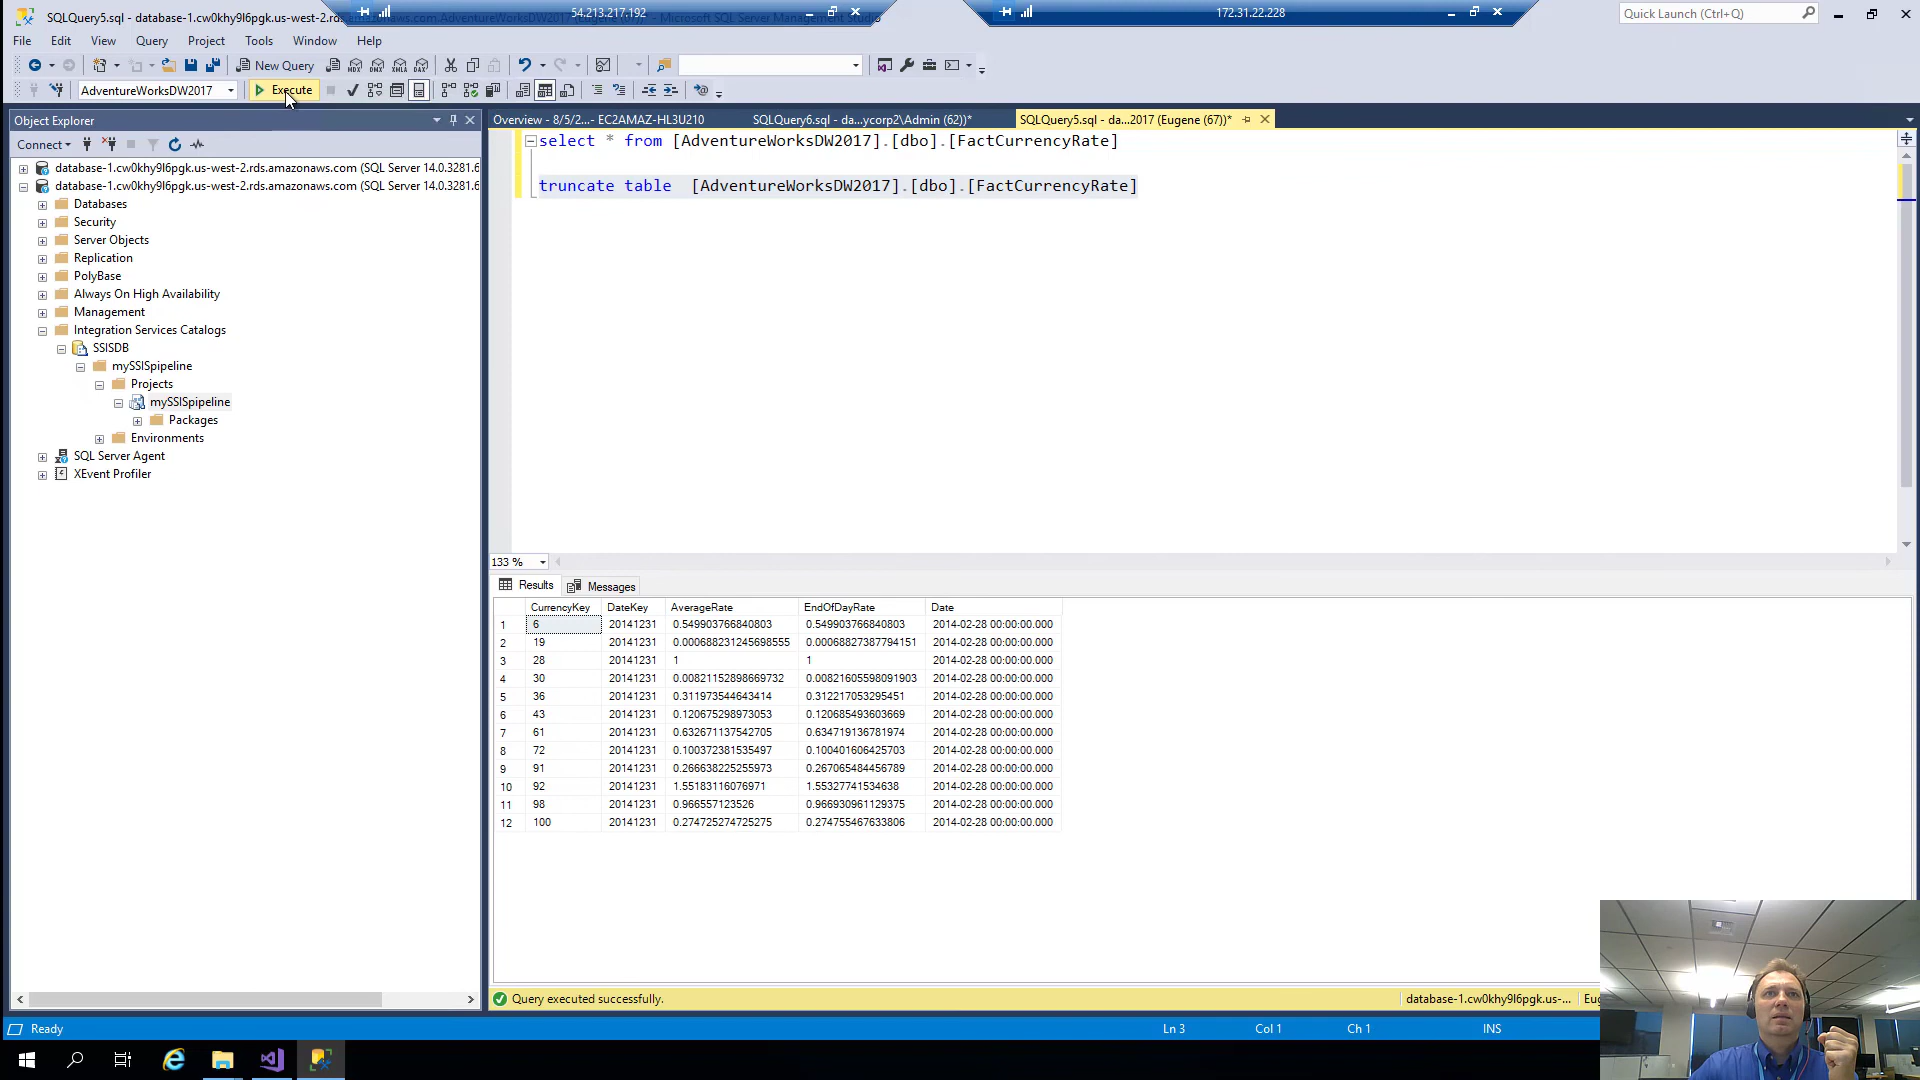 SQLQuery5.sql - database-1.cw0khy9l6pgk.us-west-2.rds.amazonaws.com.AdventureWorksDW2017
Microsoft SQL Server Management Studio
54.213.217.192
172.31.22.228
Quick Launch (Ctrl+Q)
File Edit View Query Project Tools Window Help
New Query
AdventureWorksDW2017
Execute
Object Explorer
Overview - 8/5/2... - EC2AMAZ-HL3U210
SQLQuery6.sql - da...ycorp2\Admin (62))*
SQLQuery5.sql - da...2017 (Eugene (67))*
Connect
database-1.cw0khy9l6pgk.us-west-2.rds.amazonaws.com (SQL Server 14.0.3281.6
database-1.cw0khy9l6pgk.us-west-2.rds.amazonaws.com (SQL Server 14.0.3281.6
Databases
Security
Server Objects
Replication
PolyBase
Always On High Availability
Management
Integration Services Catalogs
SSISDB
mySSISpipeline
Projects
mySSISpipeline
Packages
Environments
SQL Server Agent
XEvent Profiler
select * from [AdventureWorksDW2017].[dbo].[FactCurrencyRate]
truncate table [AdventureWorksDW2017].[dbo].[FactCurrencyRate]
133 %
Results Messages
CurrencyKey DateKey AverageRate EndOfDayRate Date
1 6 20141231 0.549903766840803 0.549903766840803 2014-02-28 00:00:00.000
2 19 20141231 0.000688231245698555 0.00068827387794151 2014-02-28 00:00:00.000
3 28 20141231 1 1 2014-02-28 00:00:00.000
4 30 20141231 0.00821152898669732 0.00821605598091903 2014-02-28 00:00:00.000
5 36 20141231 0.311973544643414 0.312217053295451 2014-02-28 00:00:00.000
6 43 20141231 0.120675298973053 0.120685493603669 2014-02-28 00:00:00.000
7 61 20141231 0.632671137542705 0.634719136781974 2014-02-28 00:00:00.000
8 72 20141231 0.100372381535497 0.100401606425703 2014-02-28 00:00:00.000
9 91 20141231 0.266638225255973 0.267065484456789 2014-02-28 00:00:00.000
10 92 20141231 1.55183116076971 1.55327741534638 2014-02-28 00:00:00.000
11 98 20141231 0.966557123526 0.966930961129375 2014-02-28 00:00:00.000
12 100 20141231 0.274725274725275 0.274755467633806 2014-02-28 00:00:00.000
Query executed successfully.
database-1.cw0khy9l6pgk.us-...
Ready
Ln 3
Col 1
Ch 1
INS